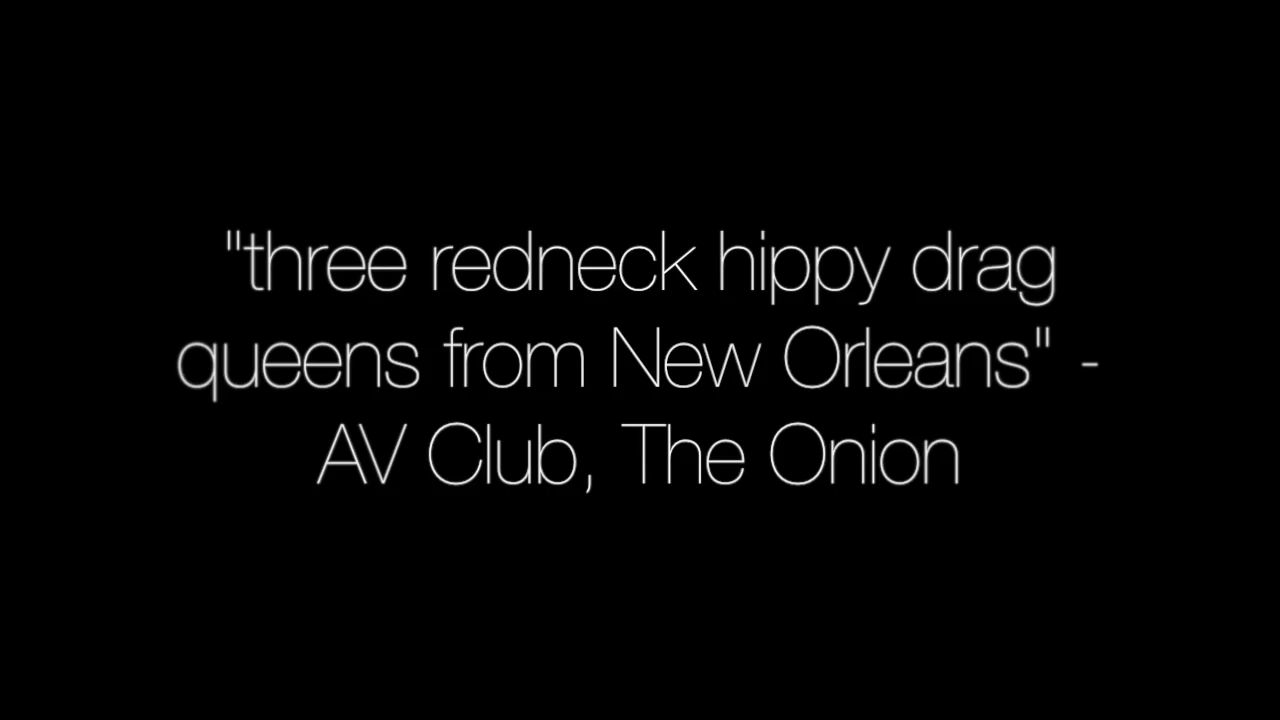 "three redneck hippy drag
queens from New Orleans" -
AV Club, The Onion